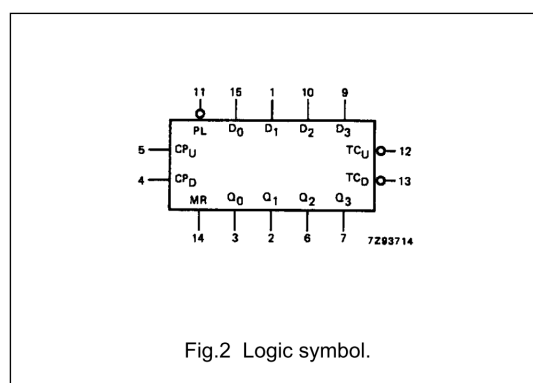 11 15 1 10 9
PL D0 D1 D2 D3
5 CPU TCU 12
4 CPD TCD 13
MR Q0 Q1 Q2 Q3
14 3 2 6 7 7Z93714
Fig.2 Logic symbol.